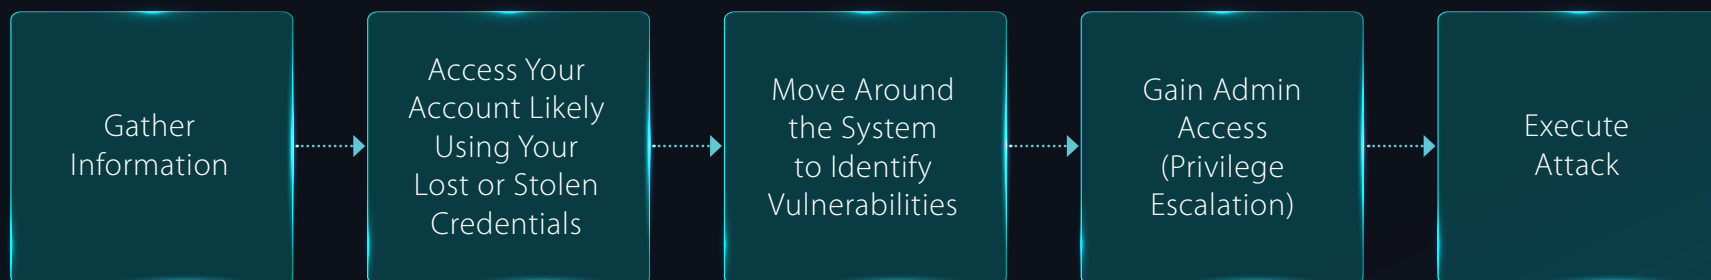 Gather
Information
Access Your
Account Likely
Using Your
Lost or Stolen
Credentials
Move Around
the System
to Identify
Vulnerabilities
Gain Admin
Access
(Privilege
Escalation)
Execute
Attack